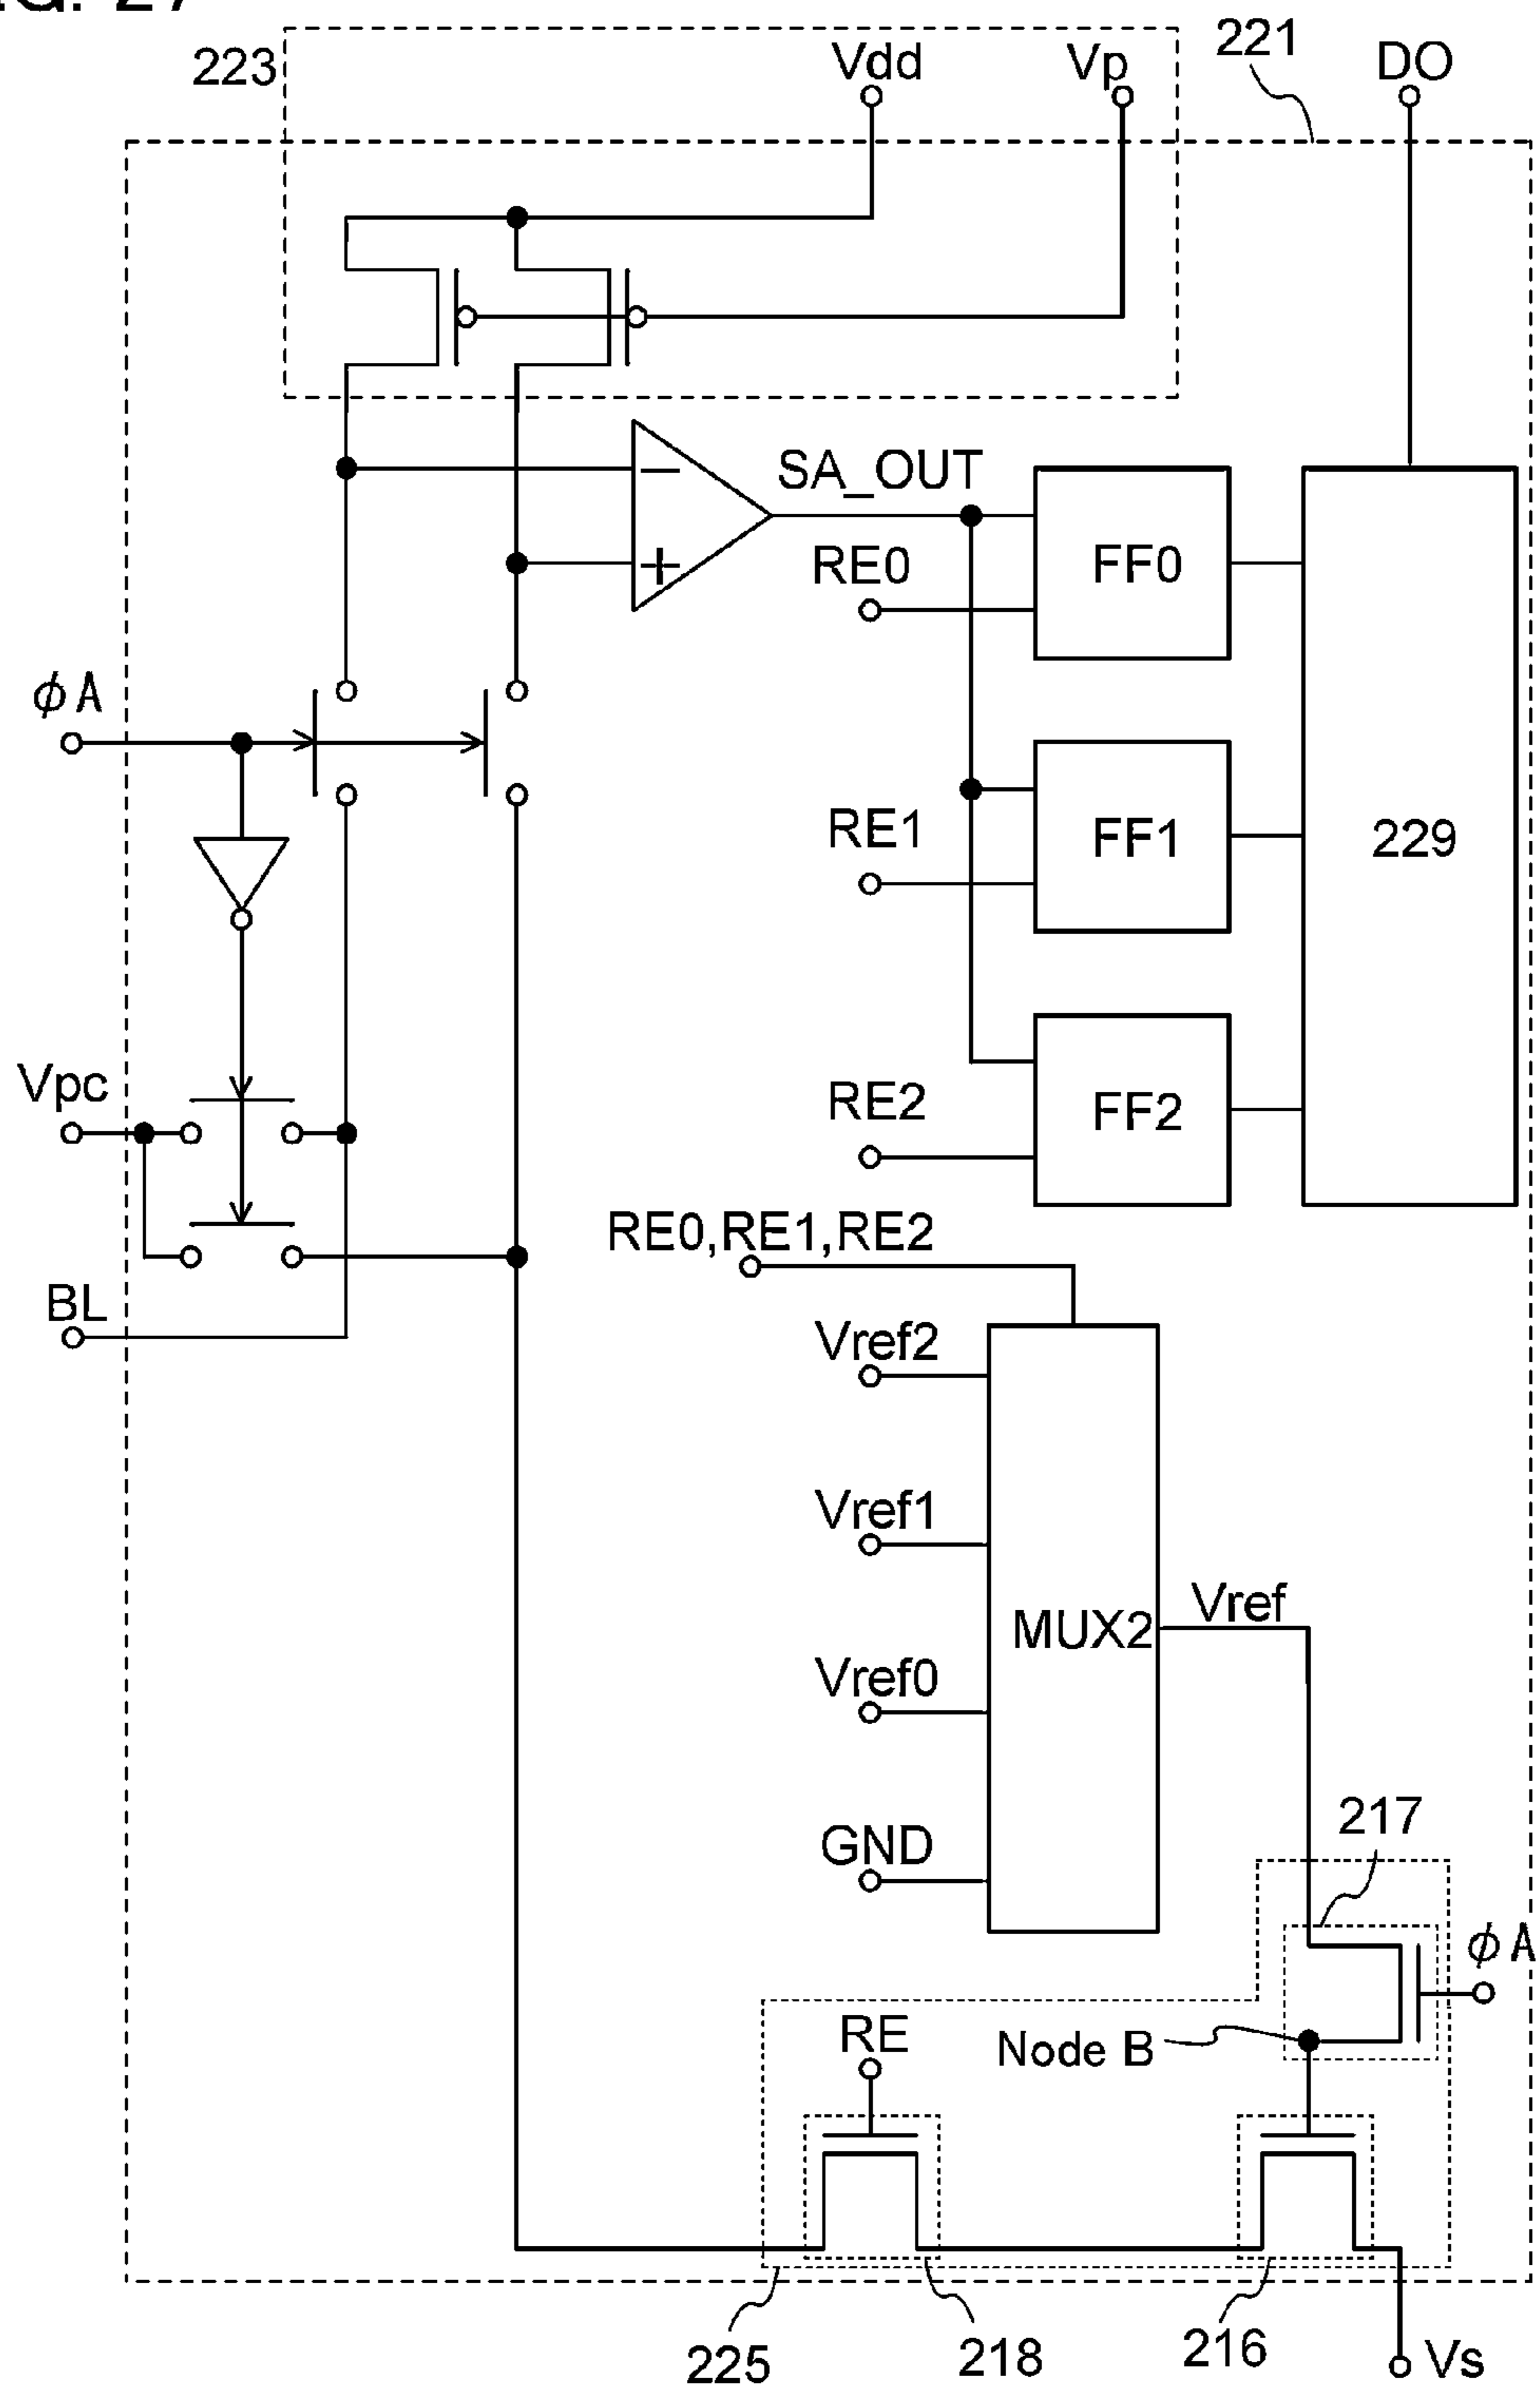 223
Vdd
Vp
221
DO
SA_OUT
RE0
FF0
ϕA
RE1
FF1
229
Vpc
RE2
FF2
RE0,RE1,RE2
BL
Vref2
Vref1
MUX2
Vref
Vref0
GND
217
ϕA
RE
Node B
225
218
216
Vs